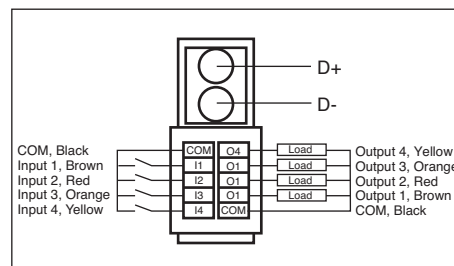 D+
D-
COM, Black COM O4 Load Output 4, Yellow
Input 1, Brown I1 O1 Load Output 3, Orange
Input 2, Red I2 O1 Load Output 2, Red
Input 3, Orange I3 O1 Load Output 1, Brown
Input 4, Yellow I4 COM COM, Black